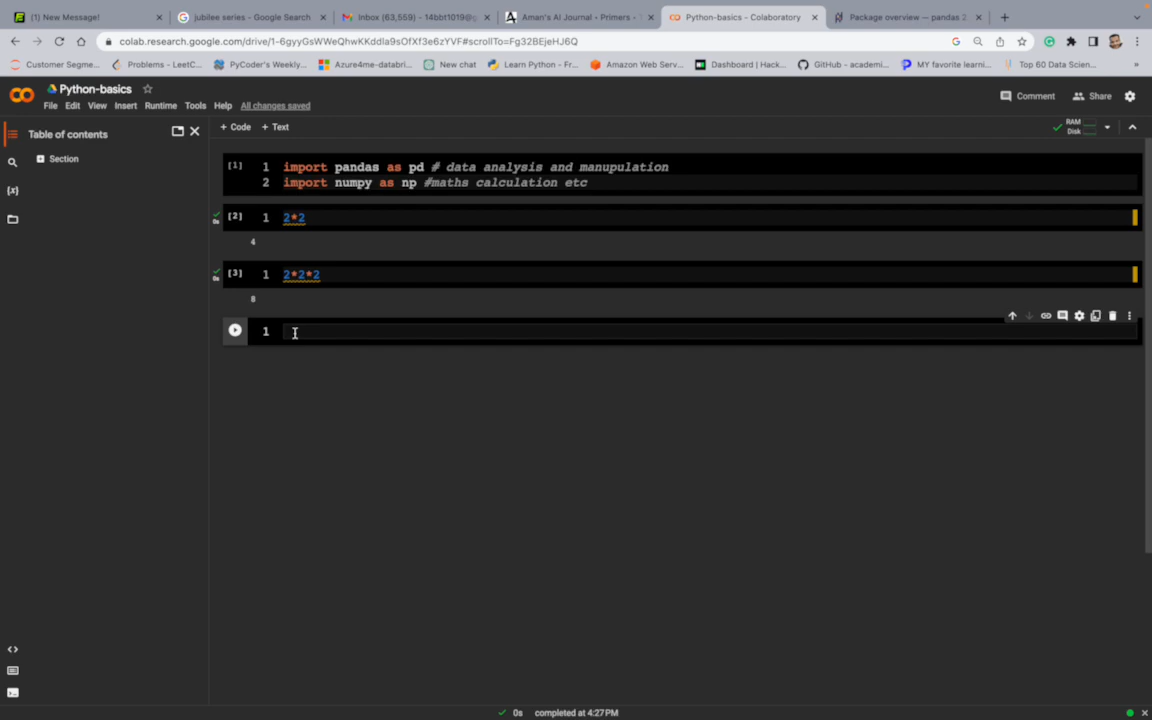 (1) New Message!
jubilee series - Google Search
Inbox (63,559) - 14bbt1019@g
Aman's AI Journal • Primers •
Python-basics - Colaboratory
Package overview — pandas 2.
colab.research.google.com/drive/1-6gyyGsWWeQhwKKddla9sOfXf3e6zYVF#scrollTo=Fg32BEjeHJ6Q
Customer Segme...
Problems - LeetC...
PyCoder's Weekly...
Azure4me-databri...
New chat
Learn Python - Fr...
Amazon Web Serv...
Dashboard | Hack...
GitHub - academi...
MY favorite learni...
Top 60 Data Scien...
»
Python-basics
File Edit View Insert Runtime Tools Help All changes saved
Comment
Share
Table of contents
Section
+ Code + Text
RAM
Disk
[1] 1 import pandas as pd # data analysis and manupulation
2 import numpy as np #maths calculation etc
[2] 1 2*2
0s
4
[3] 1 2*2*2
0s
8
1
{x}
<>
0s completed at 4:27 PM